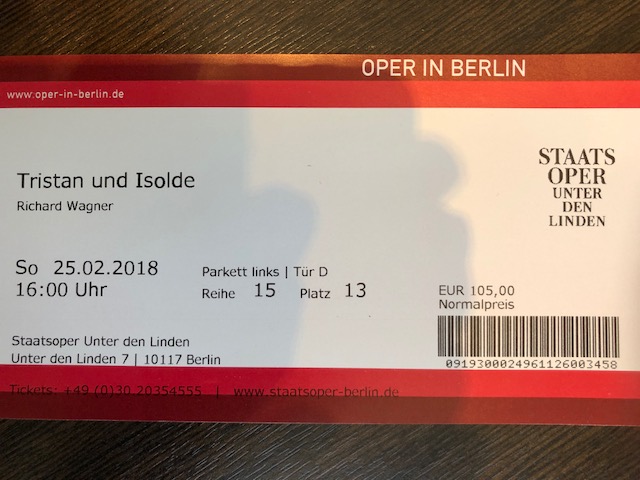 OPER IN BERLIN
www.oper-in-berlin.de
STAATS
OPER
UNTER
DEN
LINDEN
Tristan und Isolde
Richard Wagner
So 25.02.2018
16:00 Uhr
Parkett links | Tür D
Reihe 15 Platz 13
EUR 105,00
Normalpreis
0919300024961126003458
Staatsoper Unter den Linden
Unter den Linden 7 | 10117 Berlin
Tickets: +49 (0)30 20354555 | www.staatsoper-berlin.de